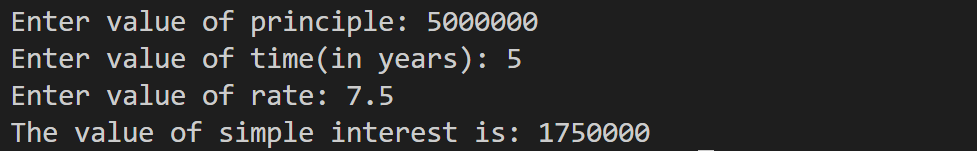 Enter value of principle: 5000000
Enter value of time(in years): 5
Enter value of rate: 7.5
The value of simple interest is: 1750000